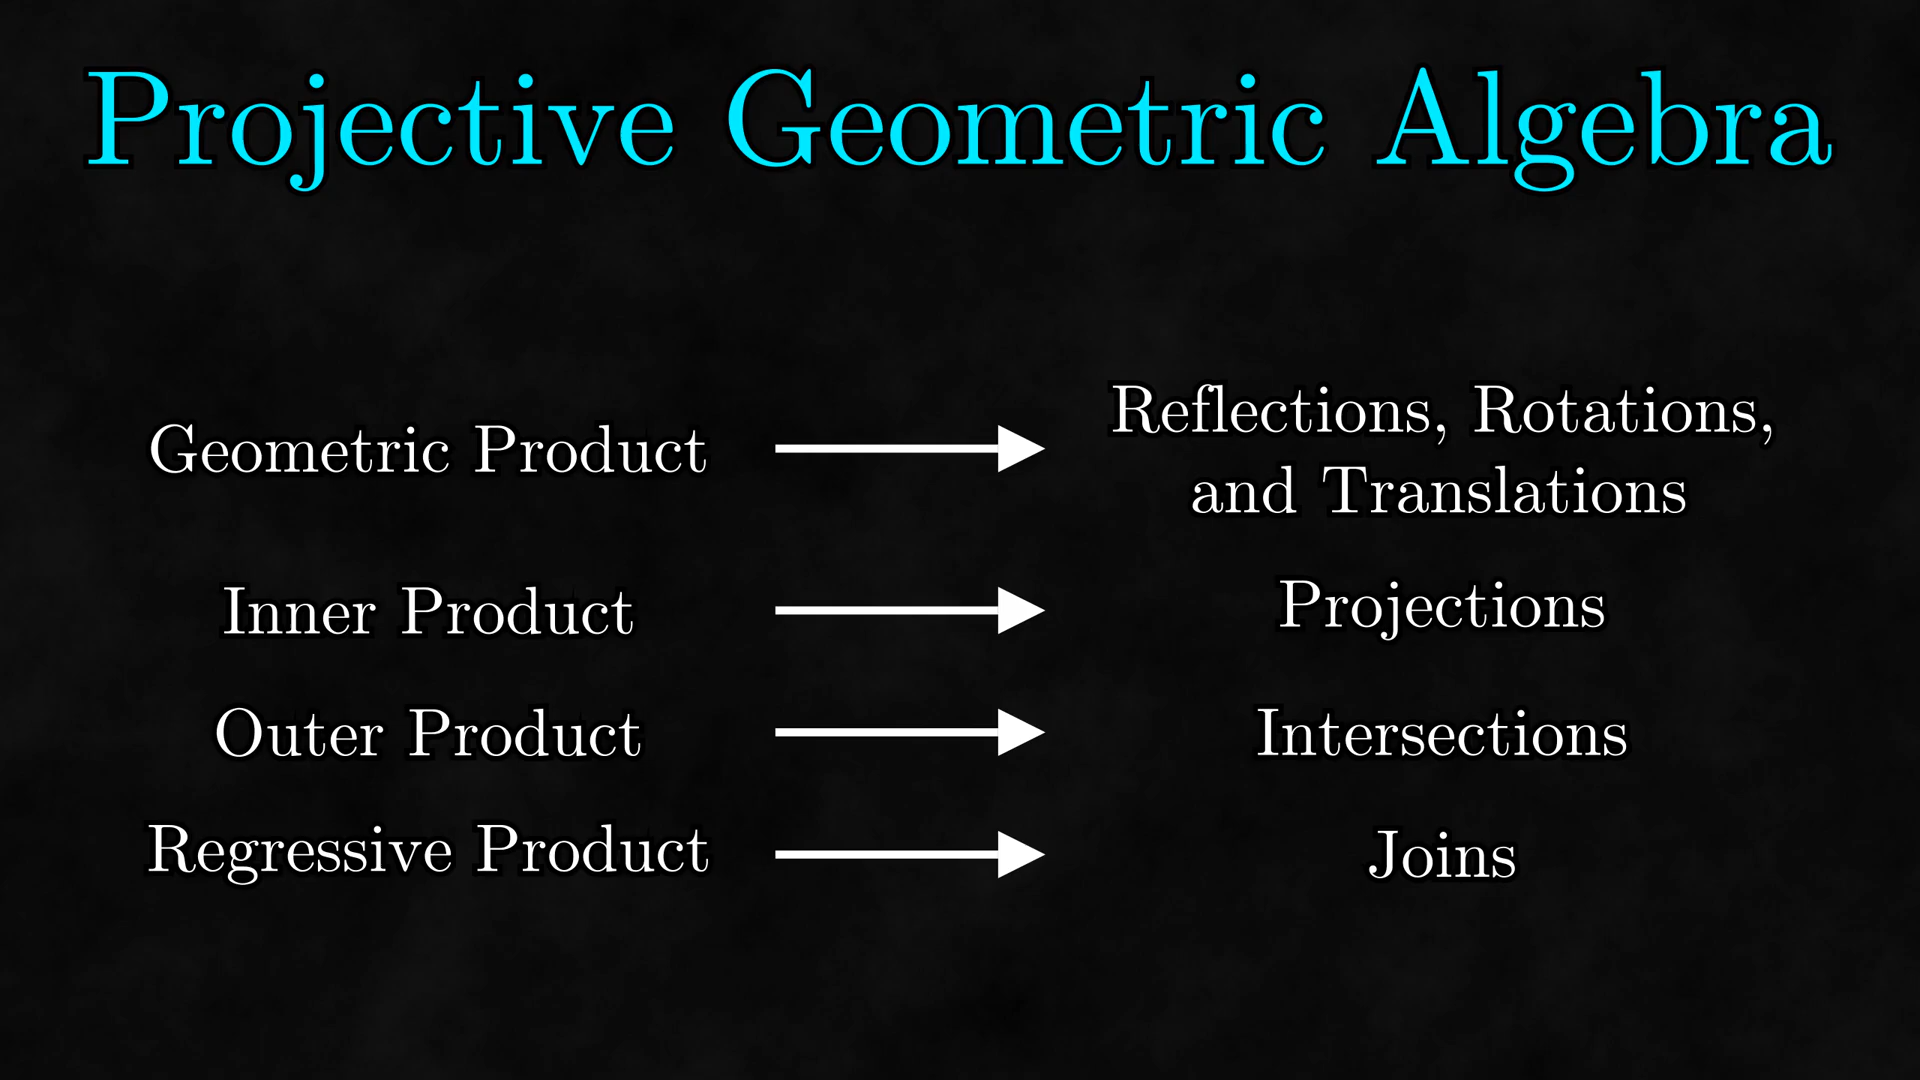 Projective Geometric Algebra
Geometric Product
Reflections, Rotations,
and Translations
Inner Product
Projections
Outer Product
Intersections
Regressive Product
Joins